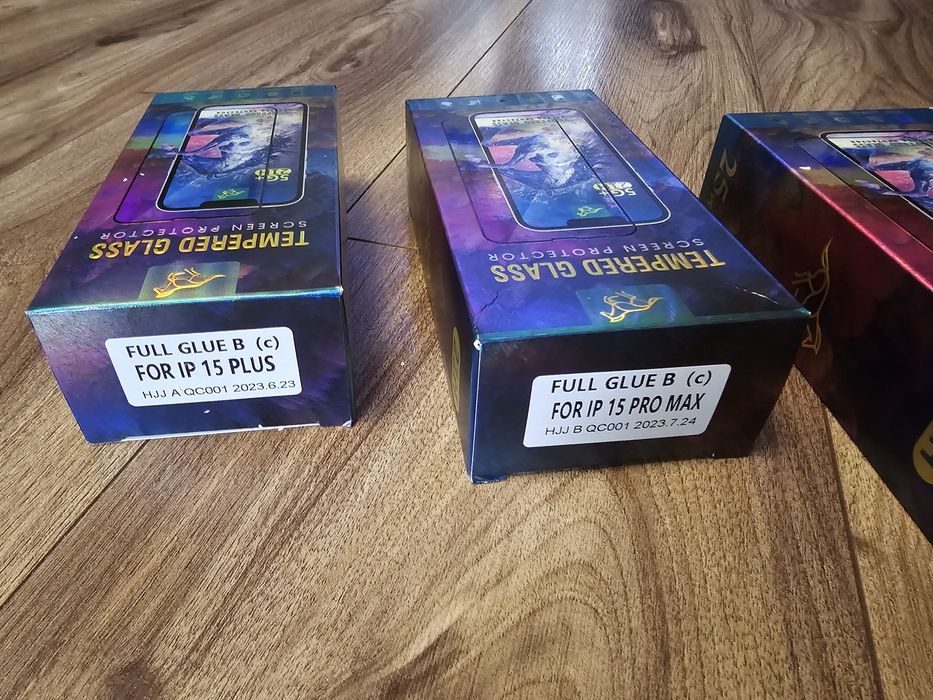 FULL GLUE B (c)
FOR IP 15 PLUS
HJJ A QC001 2023.6.23
TEMPERED GLASS
SCREEN PROTECTOR
FULL GLUE B (c)
FOR IP 15 PRO MAX
HJJ B QC001 2023.7.24
TEMPERED GLASS
SCREEN PROTECTOR
25